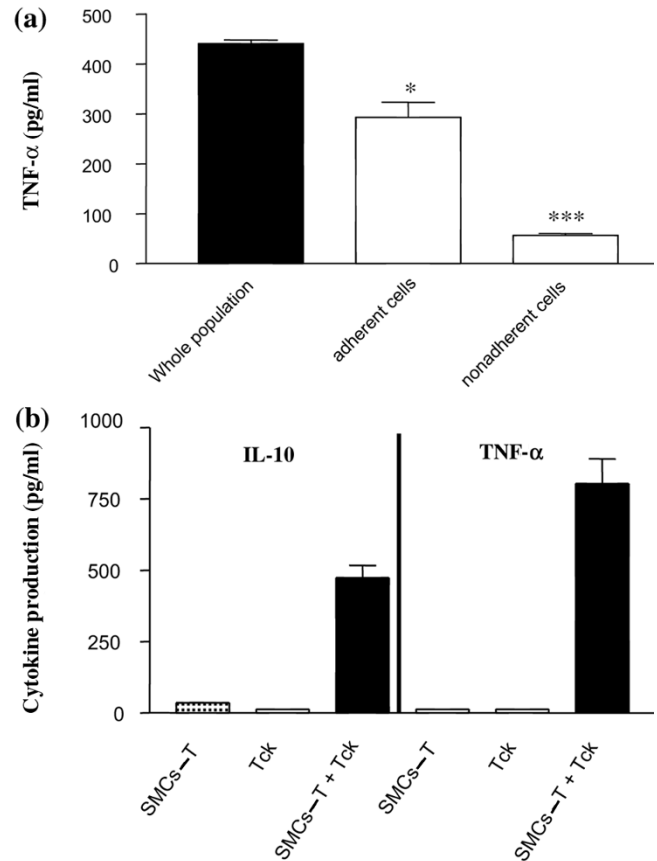 (a)
TNF-α (pg/ml)
500
400
300
200
100
0
*
***
Whole population
adherent cells
nonadherent cells
(b)
Cytokine production (pg/ml)
1000
750
500
250
0
IL-10
TNF-α
SMCs–T
Tck
SMCs–T + Tck
SMCs–T
Tck
SMCs–T + Tck